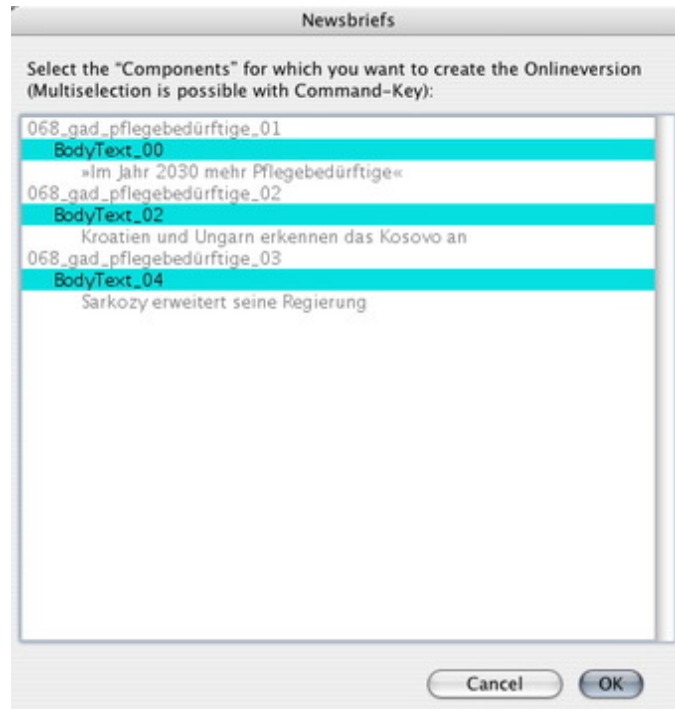 Newsbriefs
Select the “Components” for which you want to create the Onlineversion
(Multiselection is possible with Command-Key):
068_gad_pflegebedürftige_01
BodyText_00
»Im Jahr 2030 mehr Pflegebedürftige«
068_gad_pflegebedürftige_02
BodyText_02
Kroatien und Ungarn erkennen das Kosovo an
068_gad_pflegebedürftige_03
BodyText_04
Sarkozy erweitert seine Regierung
Cancel OK